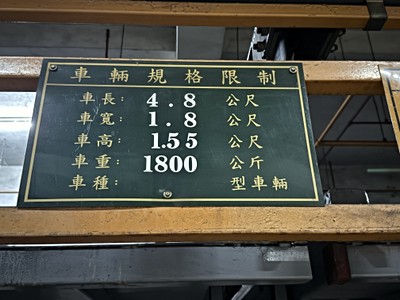 車輛規格限制
車長: 4.8 公尺
車寬: 1.8 公尺
車高: 1.55 公尺
車重: 1800 公斤
車種: 型車輛